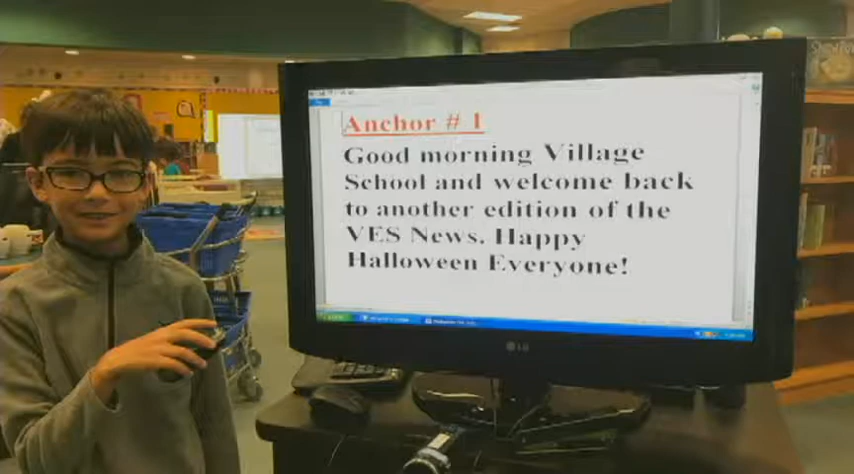 Anchor # 1
Good morning Village
School and welcome back
to another edition of the
VES News. Happy
Halloween Everyone!
LG